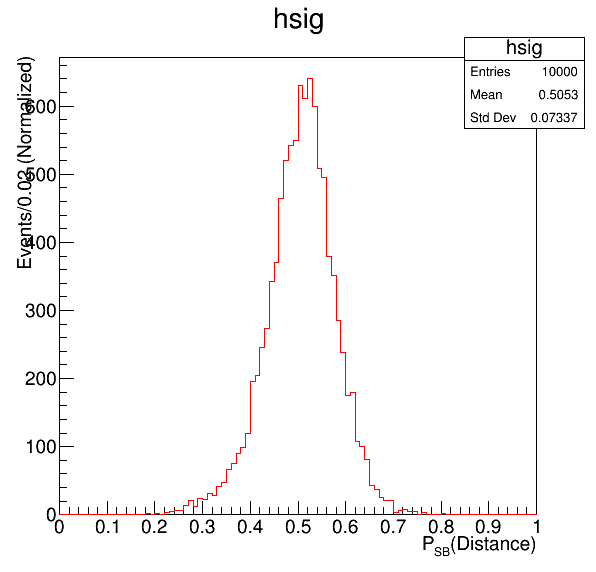 hsig
hsig
Entries 10000
Mean 0.5053
Std Dev 0.07337
Events/0.02 (Normalized)
600
500
400
300
200
100
0
0 0.1 0.2 0.3 0.4 0.5 0.6 0.7 0.8 0.9 1
P_SB(Distance)